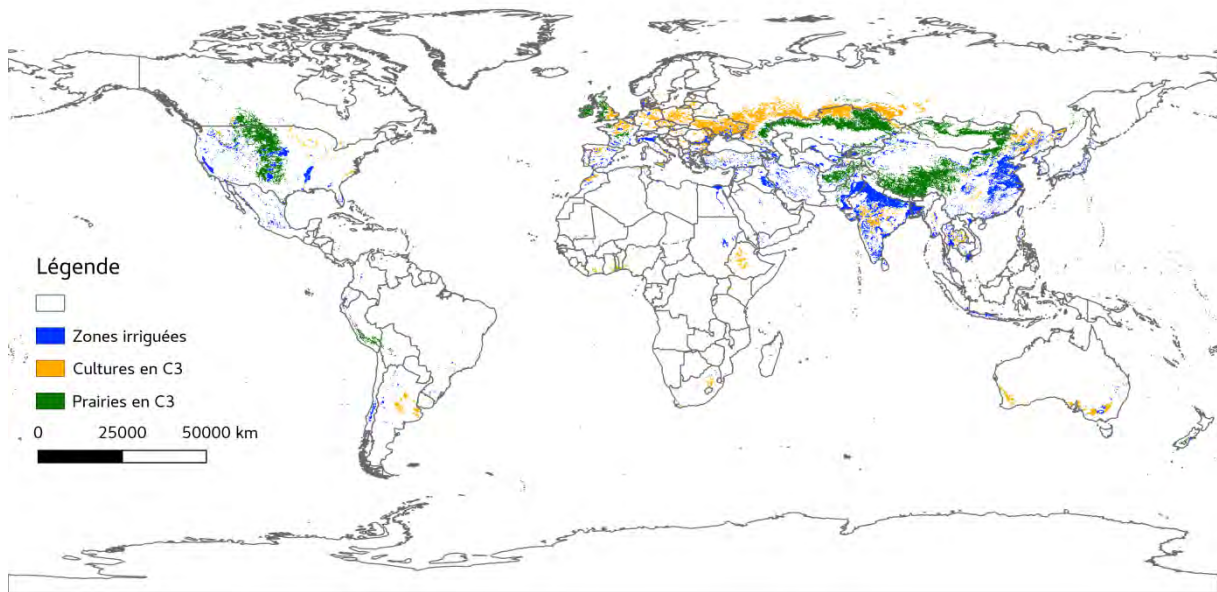 Légende
Zones irriguées
Cultures en C3
Prairies en C3
0 25000 50000 km